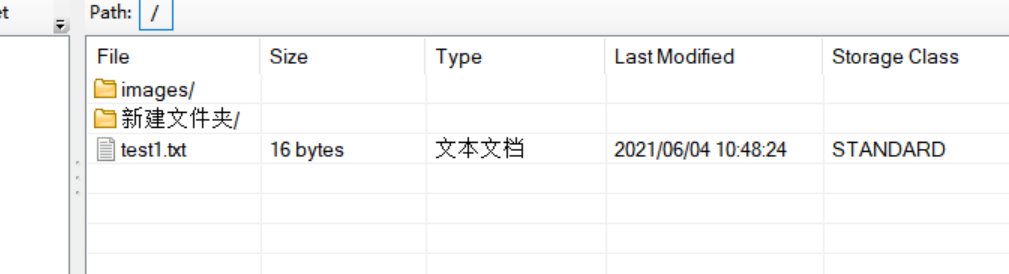 et Path: /
File Size Type Last Modified Storage Class
images/
新建文件夹/
test1.txt 16 bytes 文本文档 2021/06/04 10:48:24 STANDARD